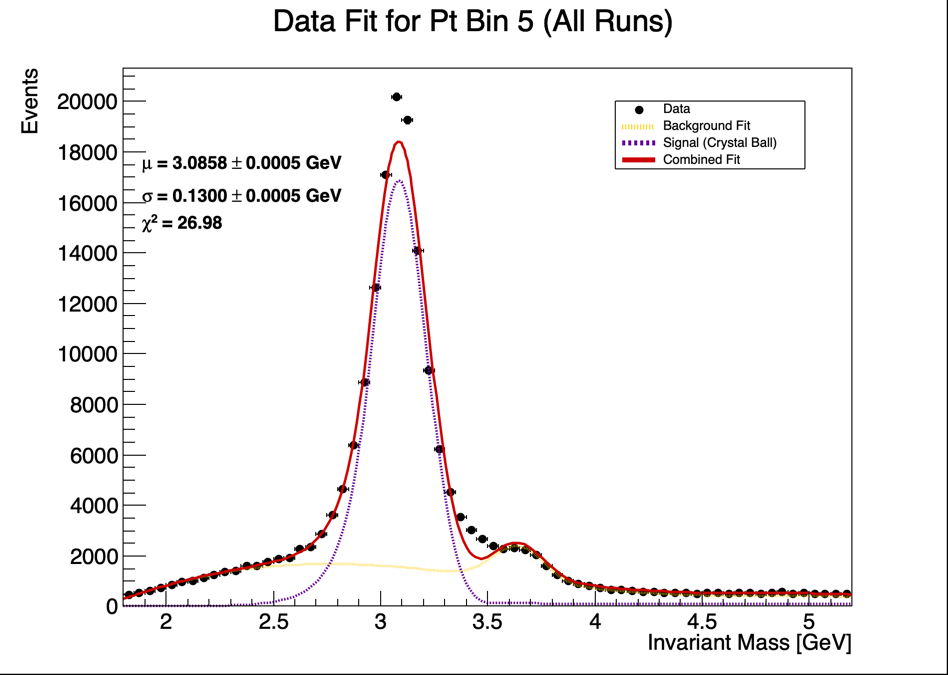 Data Fit for Pt Bin 5 (All Runs)
Events
20000
18000
16000
14000
12000
10000
8000
6000
4000
2000
0
μ = 3.0858 ± 0.0005 GeV
σ = 0.1300 ± 0.0005 GeV
χ² = 26.98
Data
Background Fit
Signal (Crystal Ball)
Combined Fit
2 2.5 3 3.5 4 4.5 5
Invariant Mass [GeV]